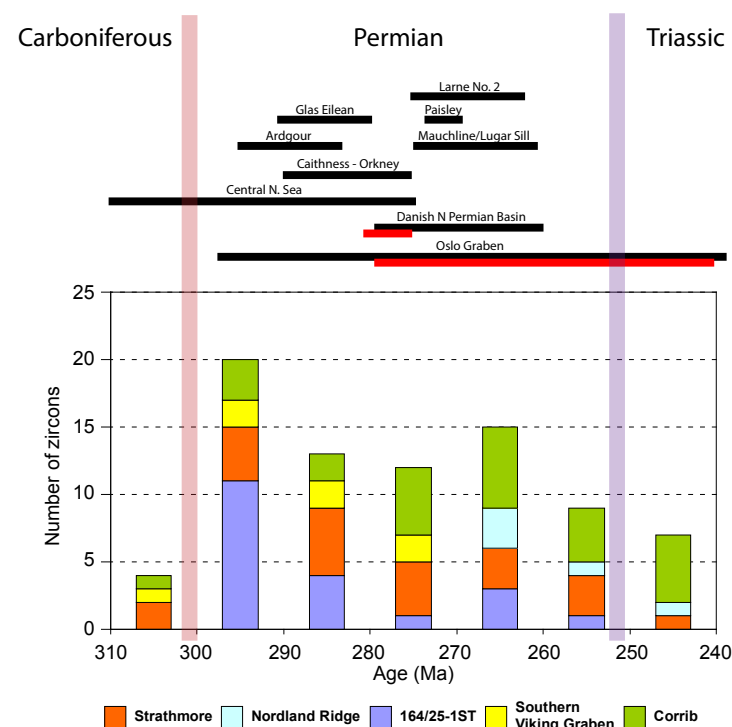 Carboniferous Permian Triassic
Larne No. 2
Glas Eilean Paisley
Ardgour Mauchline/Lugar Sill
Caithness - Orkney
Central N. Sea
Danish N Permian Basin
Oslo Graben
25
20
15
10
5
0
Number of zircons
310 300 290 280 270 260 250 240
Age (Ma)
Strathmore Nordland Ridge 164/25-1ST Southern Corrib
Viking Graben